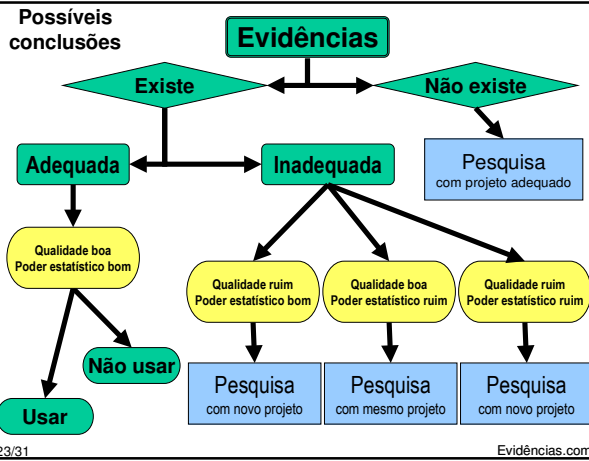 Possíveis
conclusões
Evidências
Existe
Não existe
Adequada
Inadequada
Pesquisa
com projeto adequado
Qualidade boa
Poder estatístico bom
Qualidade ruim
Poder estatístico bom
Qualidade boa
Poder estatístico ruim
Qualidade ruim
Poder estatístico ruim
Não usar
Usar
Pesquisa
com novo projeto
Pesquisa
com mesmo projeto
Pesquisa
com novo projeto
23/31
Evidências.com